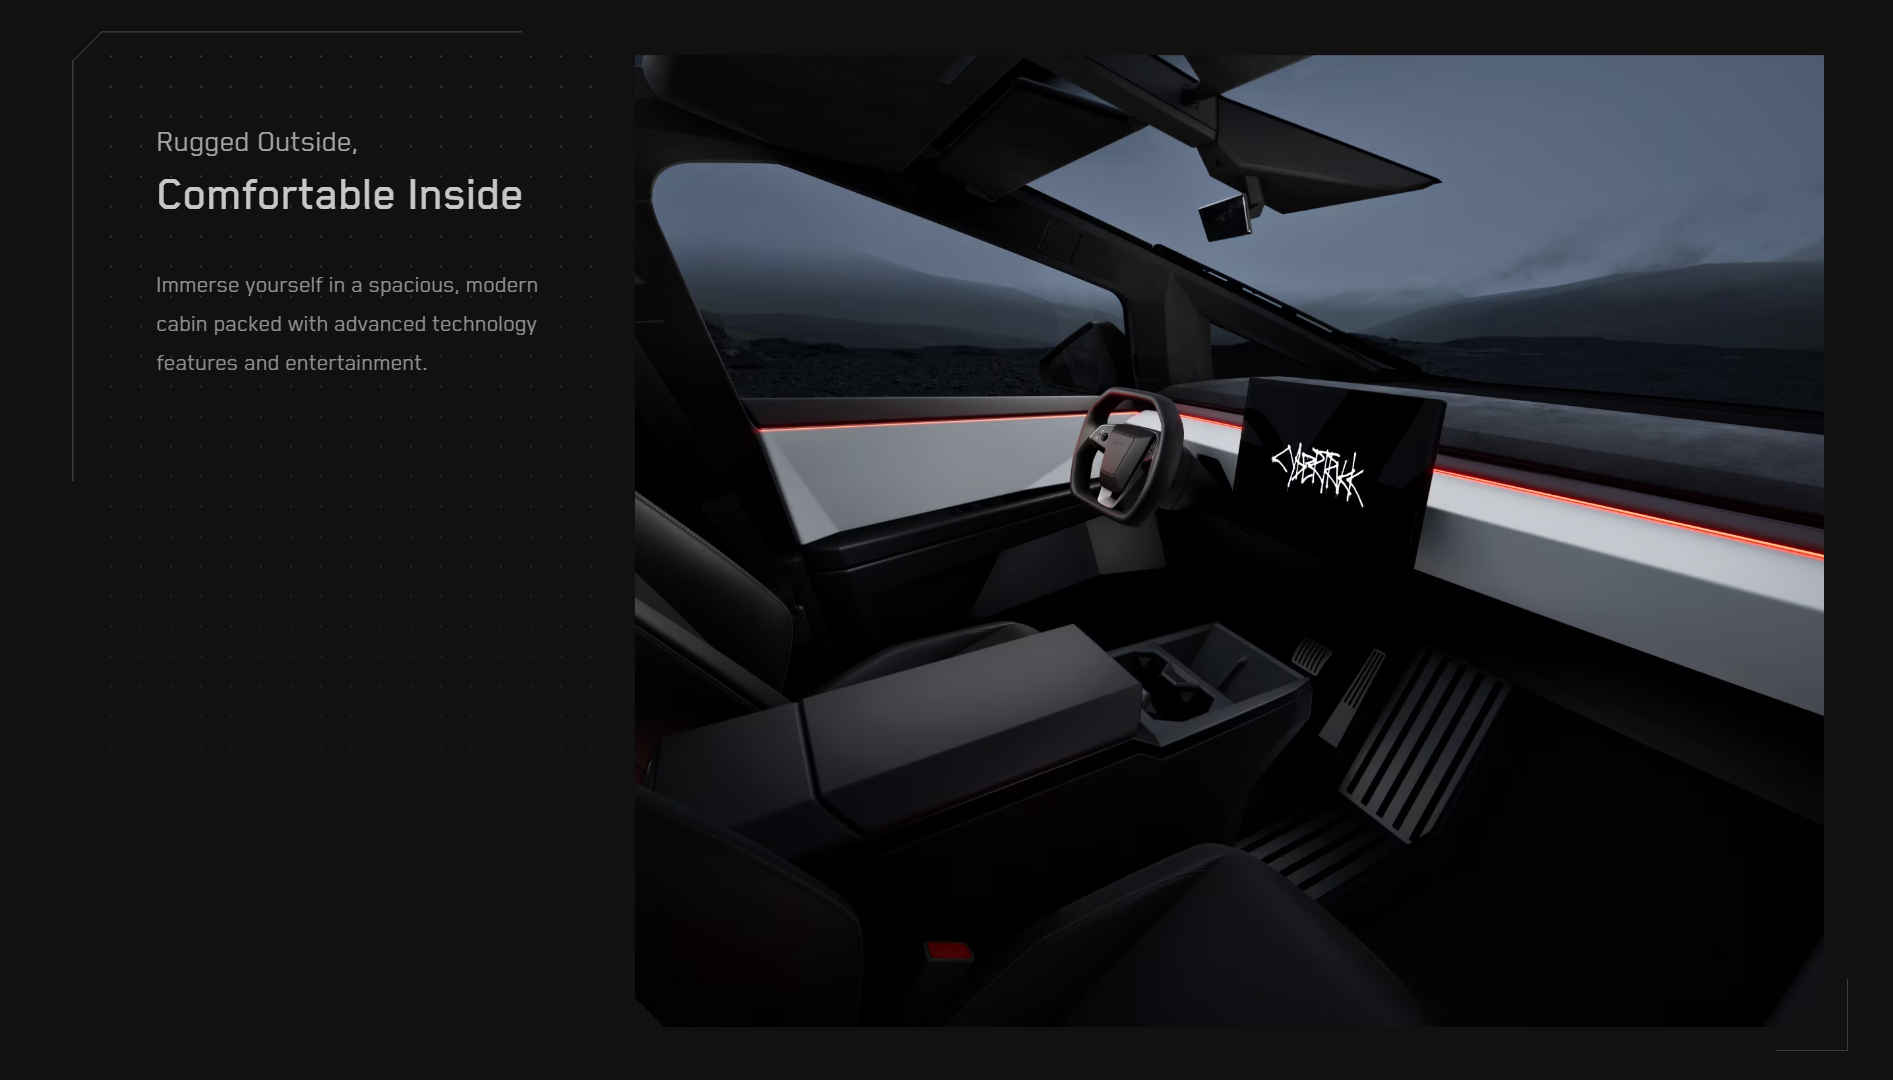 Rugged Outside,
Comfortable Inside
Immerse yourself in a spacious, modern
cabin packed with advanced technology
features and entertainment.
CYBERTRUCK